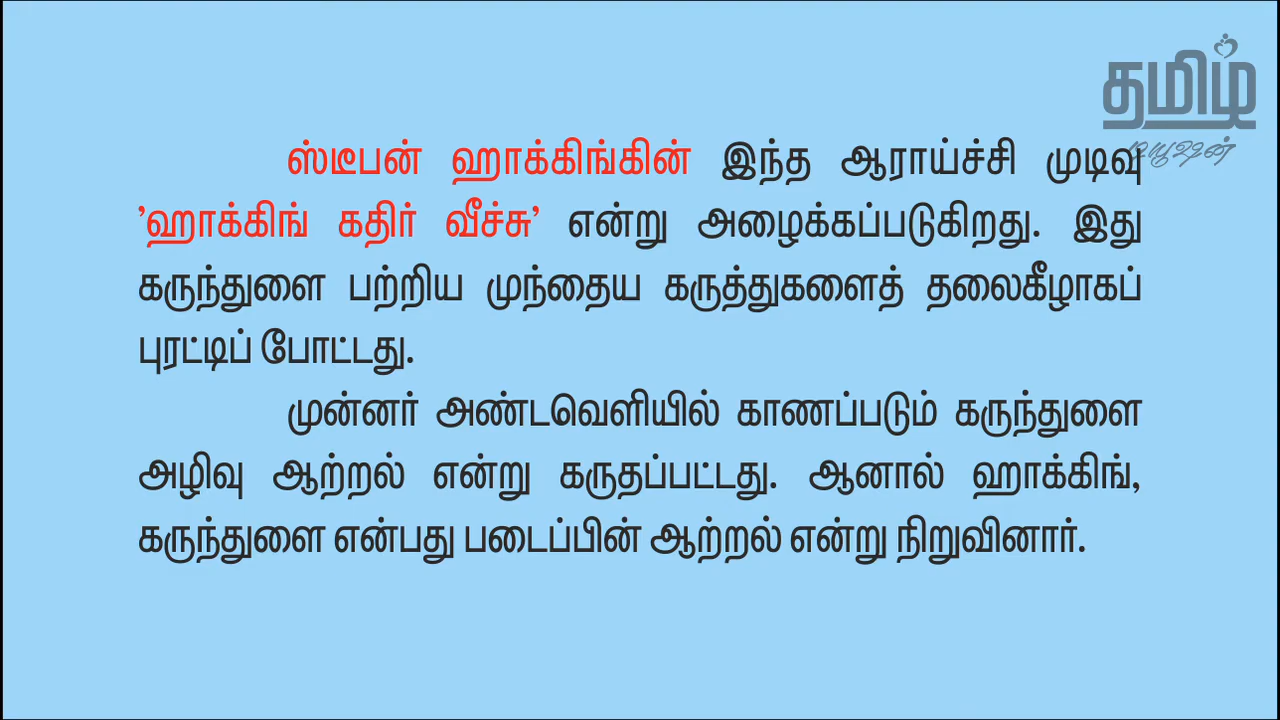 தமிழ்
டியூஷன்
ஸ்டீபன் ஹாக்கிங்கின் இந்த ஆராய்ச்சி முடிவு
’ஹாக்கிங் கதிர் வீச்சு’ என்று அழைக்கப்படுகிறது. இது
கருந்துளை பற்றிய முந்தைய கருத்துகளைத் தலைகீழாகப்
புரட்டிப் போட்டது.
முன்னர் அண்டவெளியில் காணப்படும் கருந்துளை
அழிவு ஆற்றல் என்று கருதப்பட்டது. ஆனால் ஹாக்கிங்,
கருந்துளை என்பது படைப்பின் ஆற்றல் என்று நிறுவினார்.